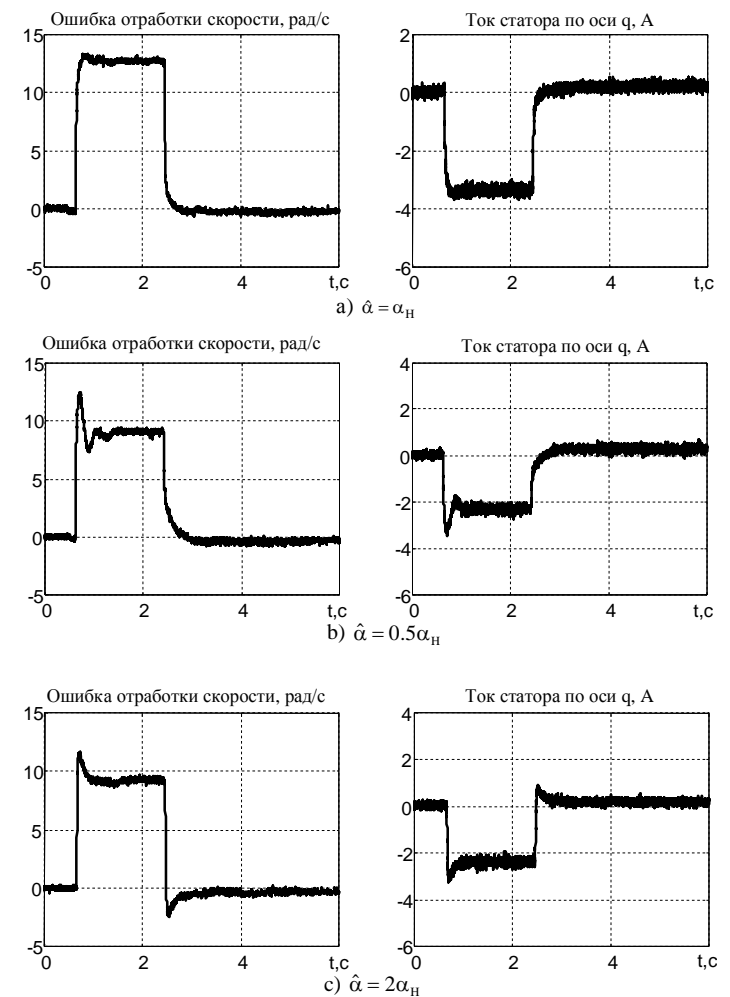 Ошибка отработки скорости, рад/с
Ток статора по оси q, А
15
10
5
0
-5
0 2 4 t,c
2
0
-2
-4
-6
0 2 4 t,c
a) α̂ = αН
Ошибка отработки скорости, рад/с
Ток статора по оси q, А
15
10
5
0
-5
0 2 4 t,c
4
2
0
-2
-4
-6
0 2 4 t,c
b) α̂ = 0.5αН
Ошибка отработки скорости, рад/с
Ток статора по оси q, А
15
10
5
0
-5
0 2 4 t,c
4
2
0
-2
-4
-6
0 2 4 t,c
c) α̂ = 2αН